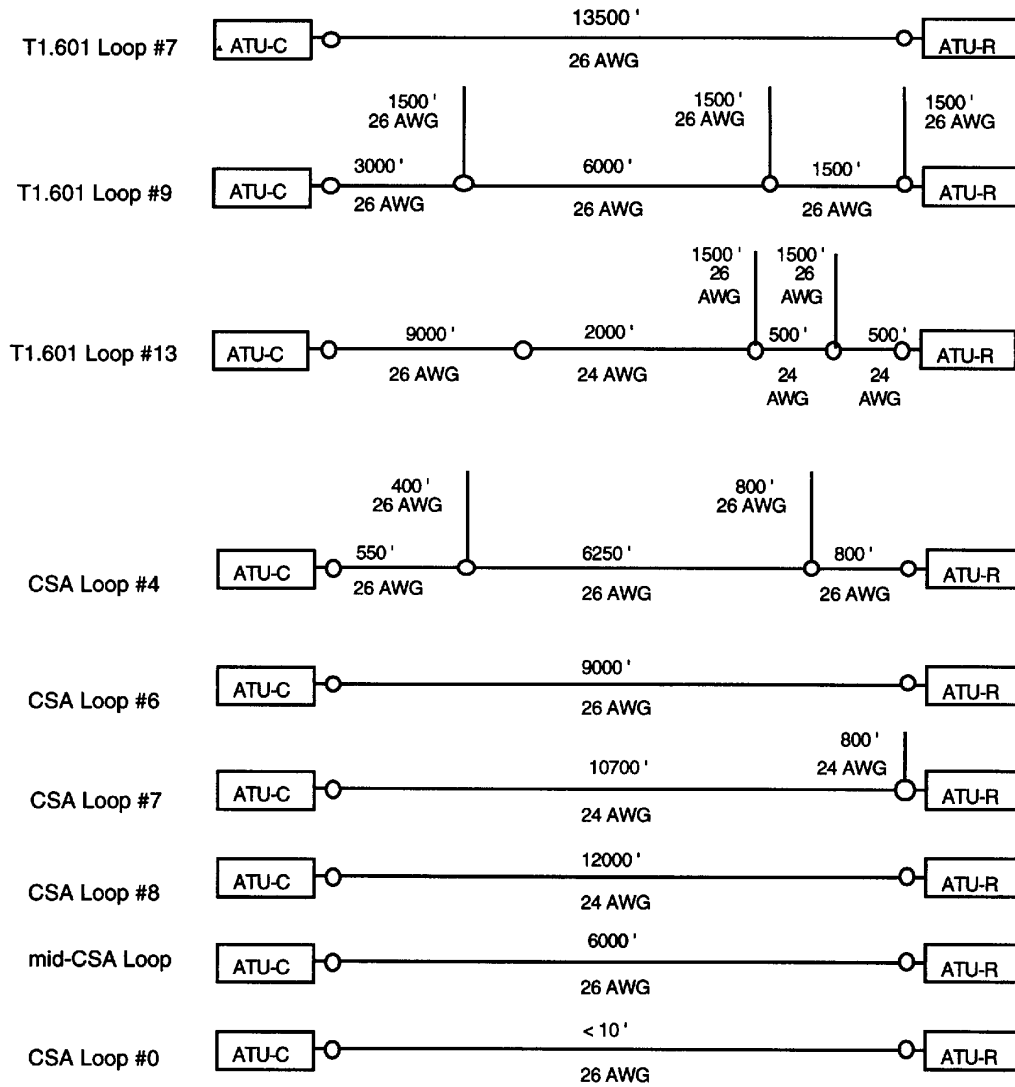 13500 '
T1.601 Loop #7 ATU-C ATU-R
26 AWG
1500 ' 1500 ' 1500 '
26 AWG 26 AWG 26 AWG
3000 ' 6000 ' 1500 '
T1.601 Loop #9 ATU-C ATU-R
26 AWG 26 AWG 26 AWG
1500 ' 1500 '
26 26
AWG AWG
9000 ' 2000 ' 500 ' 500 '
T1.601 Loop #13 ATU-C ATU-R
26 AWG 24 AWG 24 24
AWG AWG
400 ' 800 '
26 AWG 26 AWG
550 ' 6250 ' 800 '
CSA Loop #4 ATU-C ATU-R
26 AWG 26 AWG 26 AWG
9000 '
CSA Loop #6 ATU-C ATU-R
26 AWG
800 '
10700 ' 24 AWG
CSA Loop #7 ATU-C ATU-R
24 AWG
12000 '
CSA Loop #8 ATU-C ATU-R
24 AWG
6000 '
mid-CSA Loop ATU-C ATU-R
26 AWG
< 10 '
CSA Loop #0 ATU-C ATU-R
26 AWG